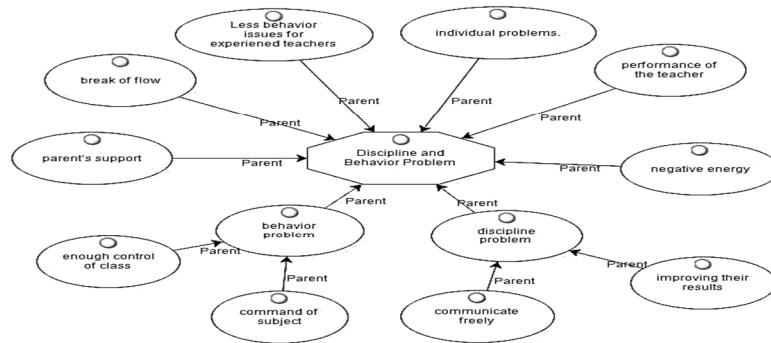 Less behavior
issues for
experiened teachers
individual problems.
break of flow
performance of
the teacher
Parent
Parent
Parent
Parent
Discipline and
Behavior Problem
parent's support
Parent
Parent
negative energy
Parent
Parent
behavior
problem
discipline
problem
enough control
of class
Parent
Parent
improving their
results
Parent
Parent
command of
subject
communicate
freely